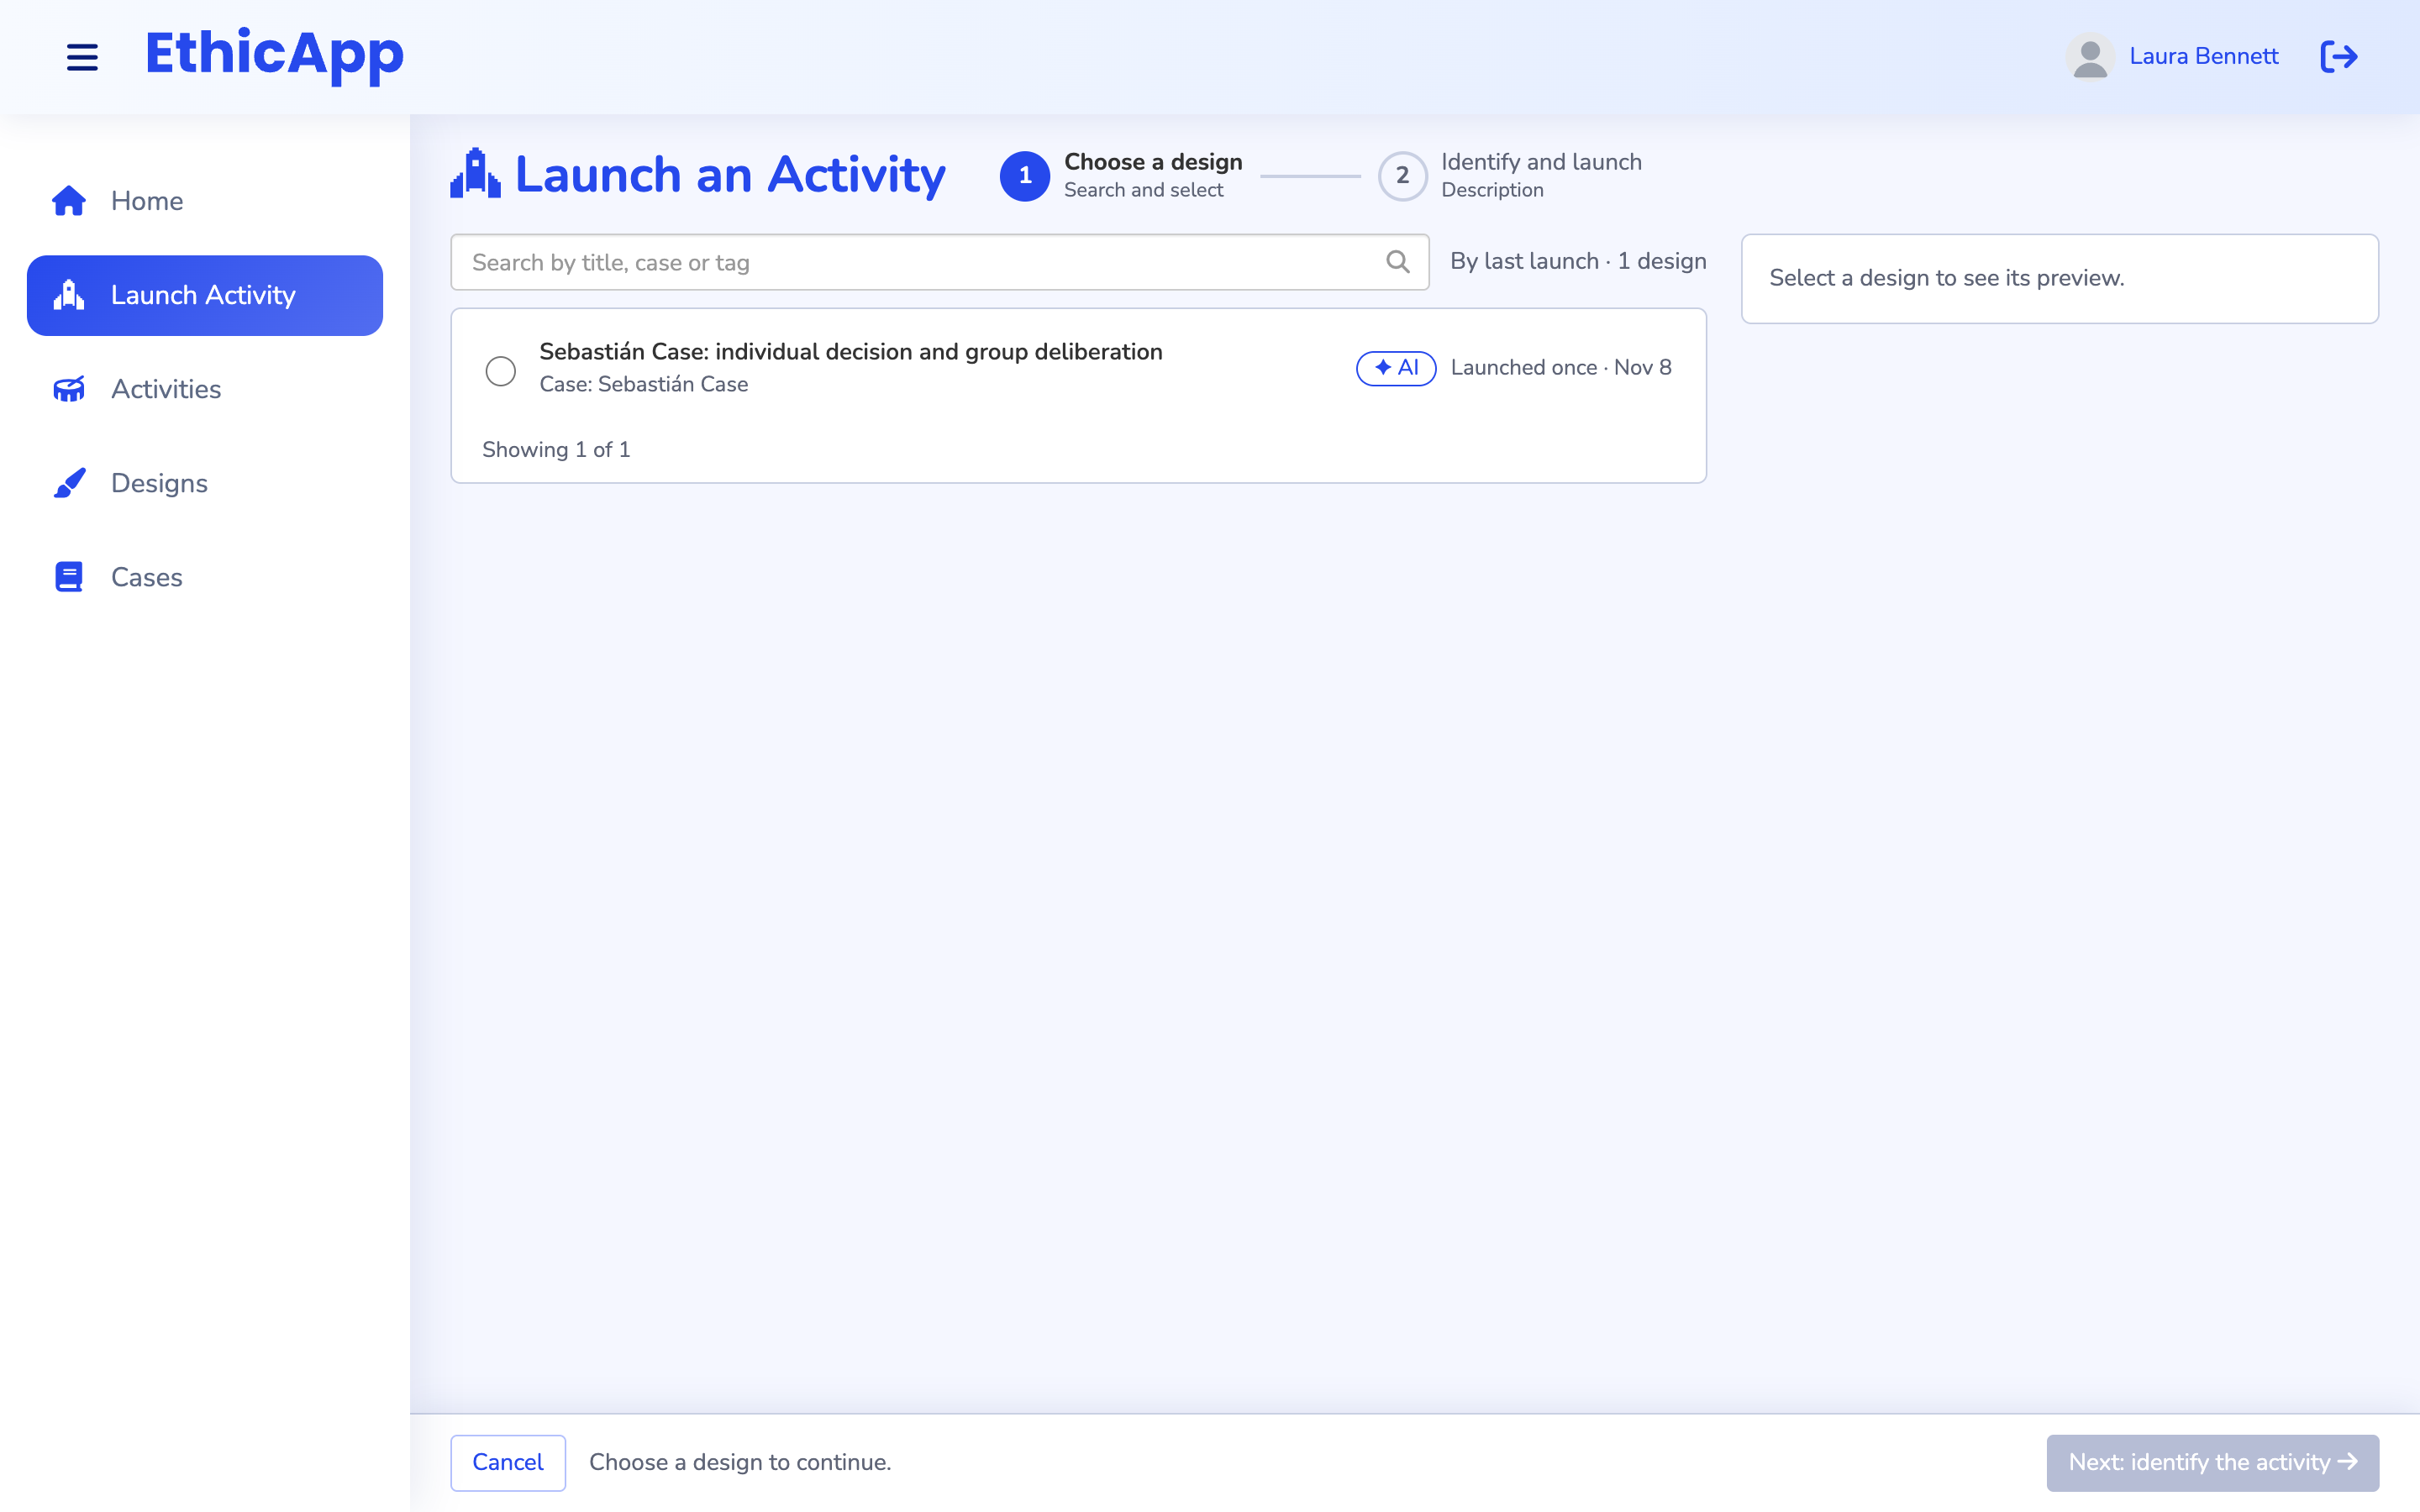 EthicApp
Laura Bennett
Home
Launch Activity
Activities
Designs
Cases
Launch an Activity
1
Choose a design
Search and select
2
Identify and launch
Description
Search by title, case or tag
By last launch · 1 design
Select a design to see its preview.
Sebastián Case: individual decision and group deliberation
Case: Sebastián Case
AI
Launched once · Nov 8
Showing 1 of 1
Cancel
Choose a design to continue.
Next: identify the activity